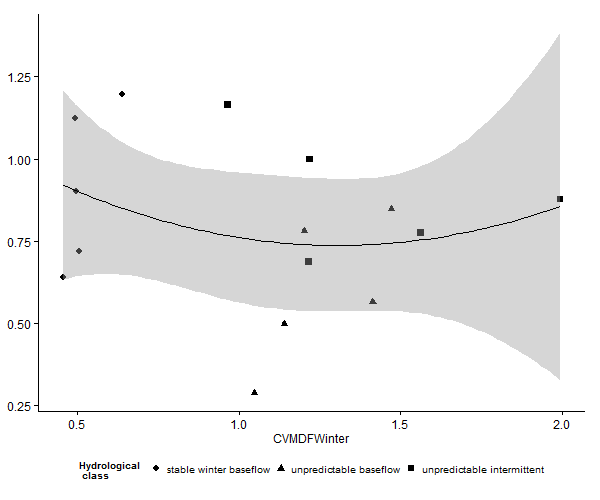 1.25
1.00
0.75
0.50
0.25
0.5 1.0 1.5 2.0
CVMDFWinter
Hydrological
class
stable winter baseflow unpredictable baseflow unpredictable intermittent